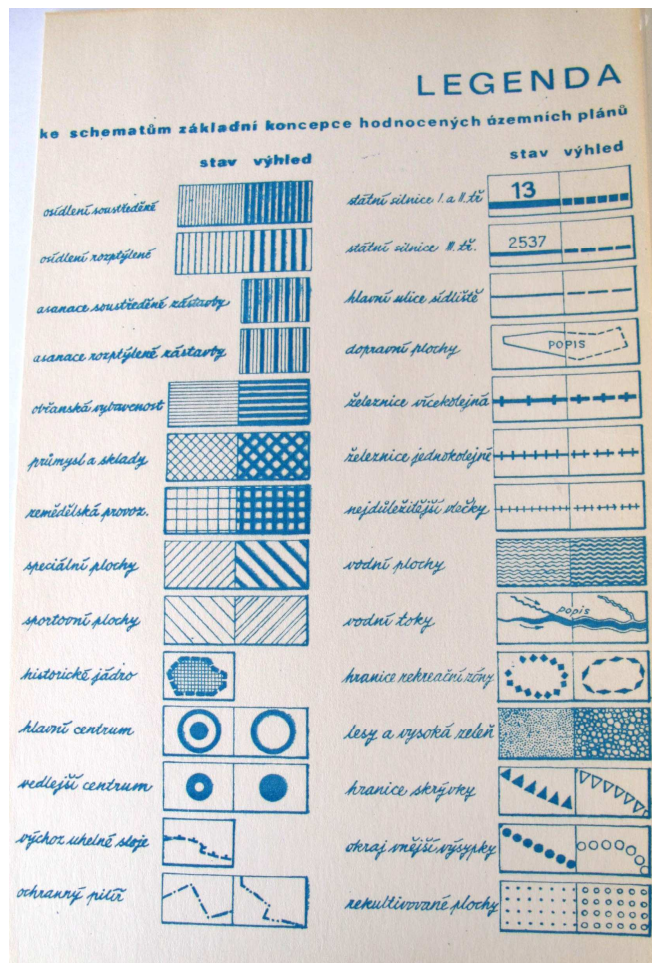 LEGENDA
ke schematům základní koncepce hodnocených územních plánů
stav výhled
osídlení soustředěné
osídlení rozptýlené
asanace soustředěné zástavby
asanace rozptýlené zástavby
občanská vybavenost
průmysl a sklady
zemědělská provoz.
speciální plochy
sportovní plochy
historické jádro
hlavní centrum
vedlejší centrum
výchoz uhelné sloje
ochranný pilíř
stav výhled
státní silnice I. a II. tř
13
státní silnice III. tř.
2537
hlavní ulice sídliště
dopravní plochy
POPIS
železnice vícekolejná
železnice jednokolejné
nejdůležitější vlečky
vodní plochy
vodní toky
popis
hranice rekreační zóny
lesy a vysoká zeleň
hranice skrývky
okraj vnější výsypky
rekultivované plochy